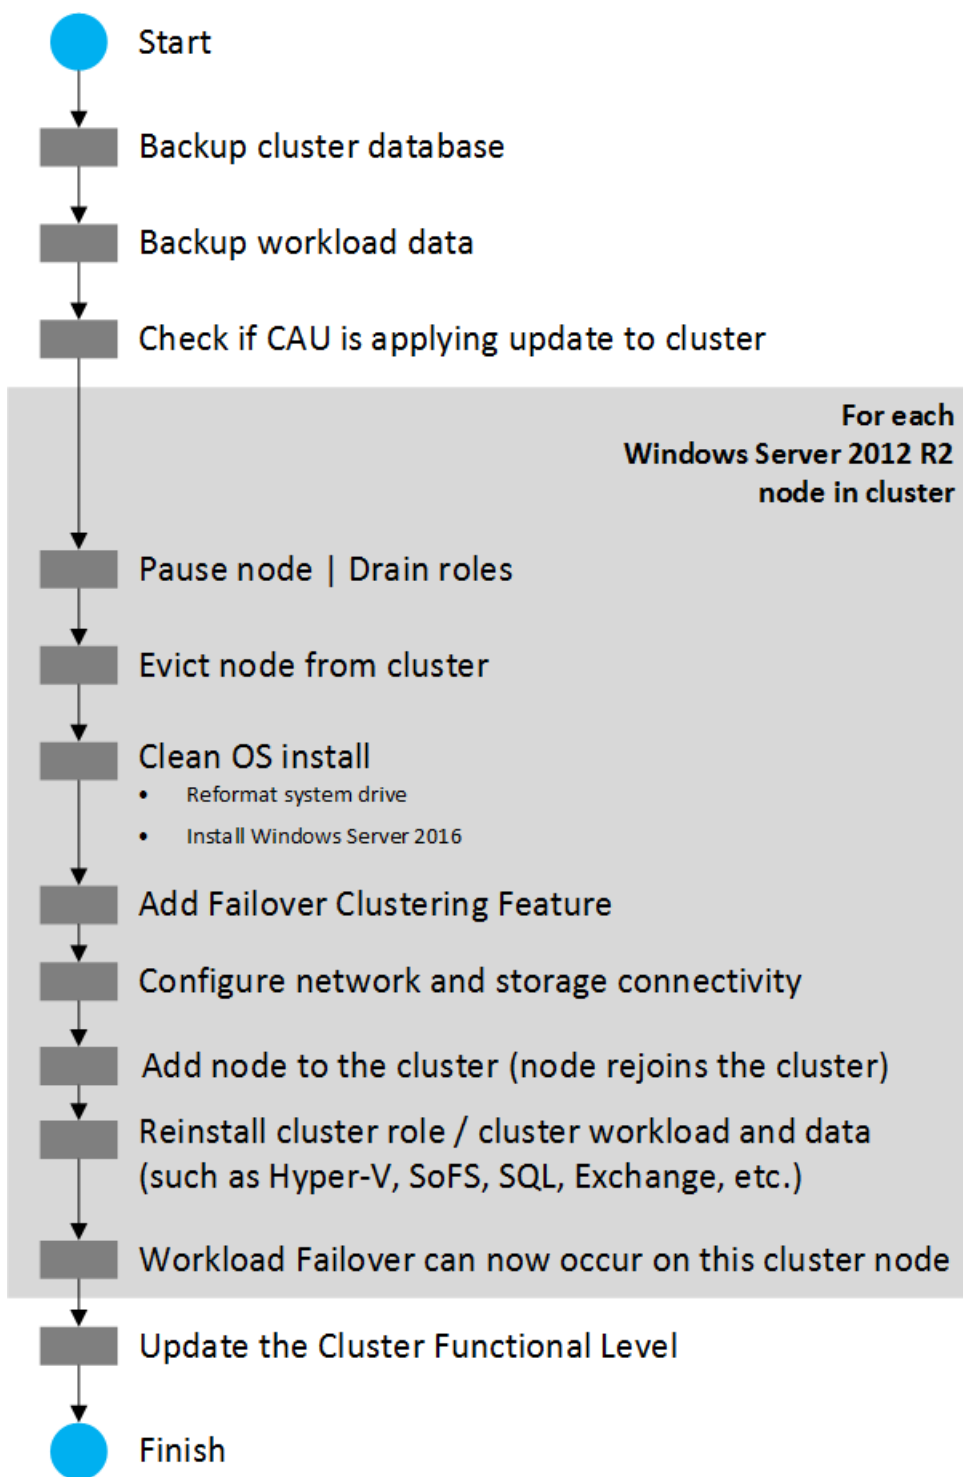 Start
Backup cluster database
Backup workload data
Check if CAU is applying update to cluster
For each
Windows Server 2012 R2
node in cluster
Pause node | Drain roles
Evict node from cluster
Clean OS install
• Reformat system drive
• Install Windows Server 2016
Add Failover Clustering Feature
Configure network and storage connectivity
Add node to the cluster (node rejoins the cluster)
Reinstall cluster role / cluster workload and data
(such as Hyper-V, SoFS, SQL, Exchange, etc.)
Workload Failover can now occur on this cluster node
Update the Cluster Functional Level
Finish